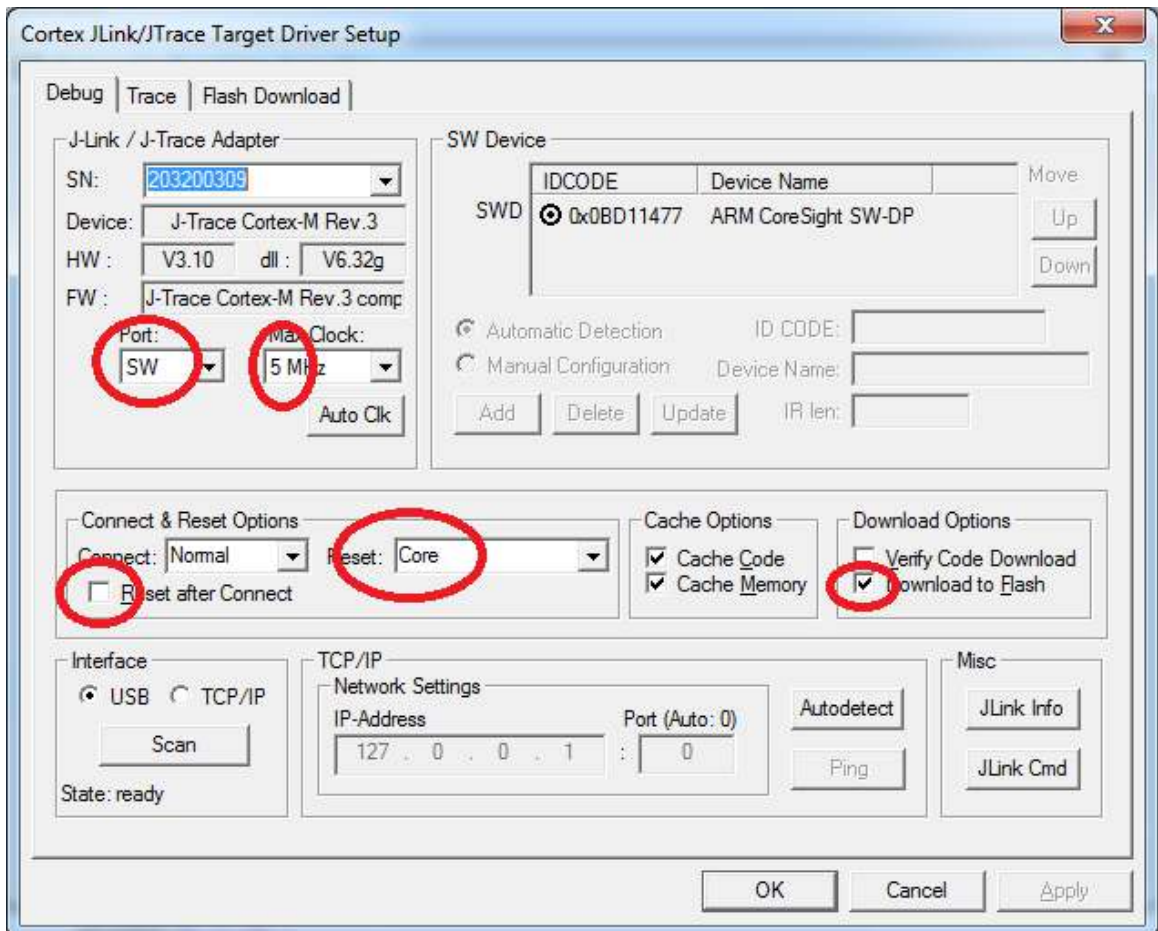 Cortex JLink/JTrace Target Driver Setup
Debug Trace Flash Download
J-Link / J-Trace Adapter
SN: 203200309
Device: J-Trace Cortex-M Rev.3
HW : V3.10 dll : V6.32g
FW : J-Trace Cortex-M Rev.3 comp
Port: Max Clock:
SW 5 MHz
Auto Clk
SW Device
IDCODE Device Name Move
SWD 0x0BD11477 ARM CoreSight SW-DP Up
Down
Automatic Detection ID CODE:
Manual Configuration Device Name:
Add Delete Update IR len:
Connect & Reset Options
Connect: Normal Reset: Core
Reset after Connect
Cache Options
Cache Code
Cache Memory
Download Options
Verify Code Download
Download to Flash
Interface
USB TCP/IP
Scan
State: ready
TCP/IP
Network Settings
IP-Address Port (Auto: 0)
127 . 0 . 0 . 1 : 0
Autodetect
Ping
Misc
JLink Info
JLink Cmd
OK Cancel Apply